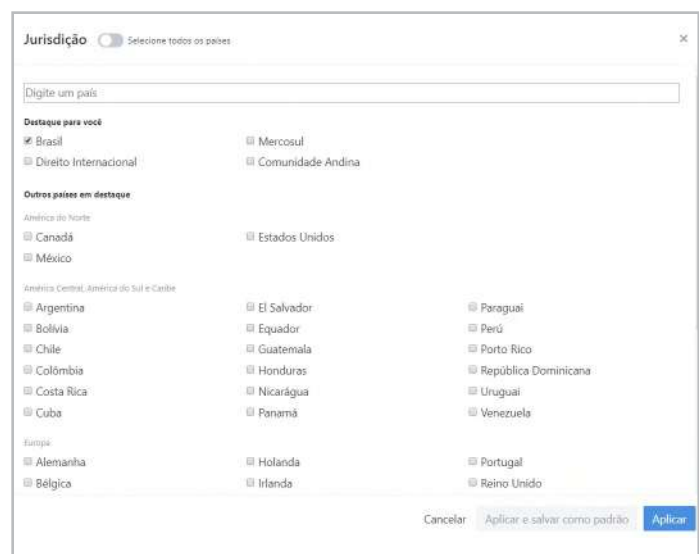 Jurisdição Selecione todos os países ×
Digite um país
Destaque para você
Brasil Mercosul
Direito Internacional Comunidade Andina
Outros países em destaque
América do Norte
Canadá Estados Unidos
México
América Central, América do Sul e Caribe
Argentina El Salvador Paraguai
Bolívia Equador Perú
Chile Guatemala Porto Rico
Colômbia Honduras República Dominicana
Costa Rica Nicarágua Uruguai
Cuba Panamá Venezuela
Europa
Alemanha Holanda Portugal
Bélgica Irlanda Reino Unido
Cancelar Aplicar e salvar como padrão Aplicar